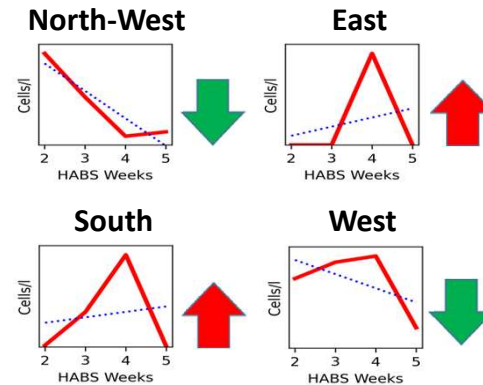 North-West
Cells/l
2 3 4 5
HABS Weeks
East
Cells/l
2 3 4 5
HABS Weeks
South
Cells/l
2 3 4 5
HABS Weeks
West
Cells/l
2 3 4 5
HABS Weeks